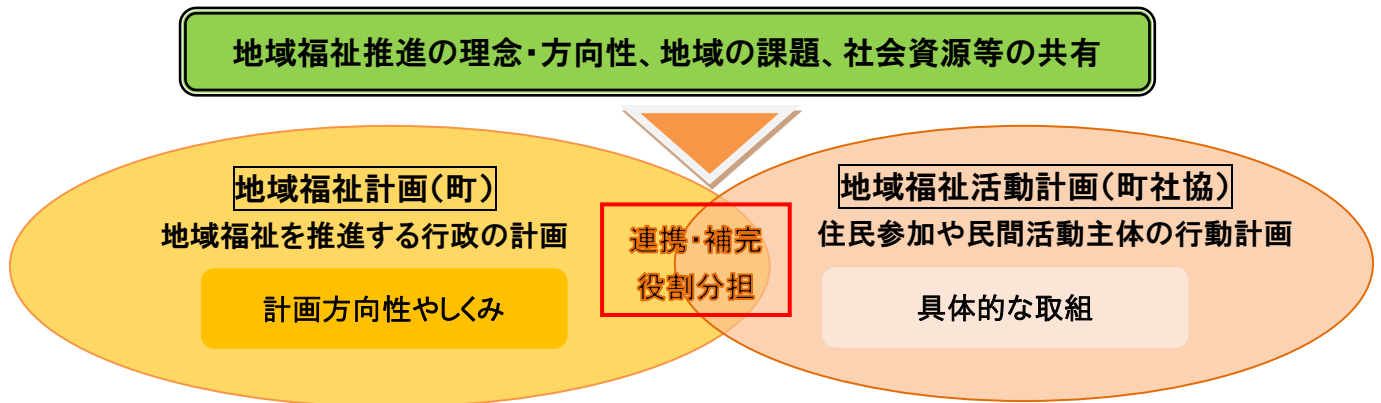 地域福祉推進の理念・方向性、地域の課題、社会資源等の共有
地域福祉計画(町)
地域福祉を推進する行政の計画
計画方向性やしくみ
連携・補完
役割分担
地域福祉活動計画(町社協)
住民参加や民間活動主体の行動計画
具体的な取組